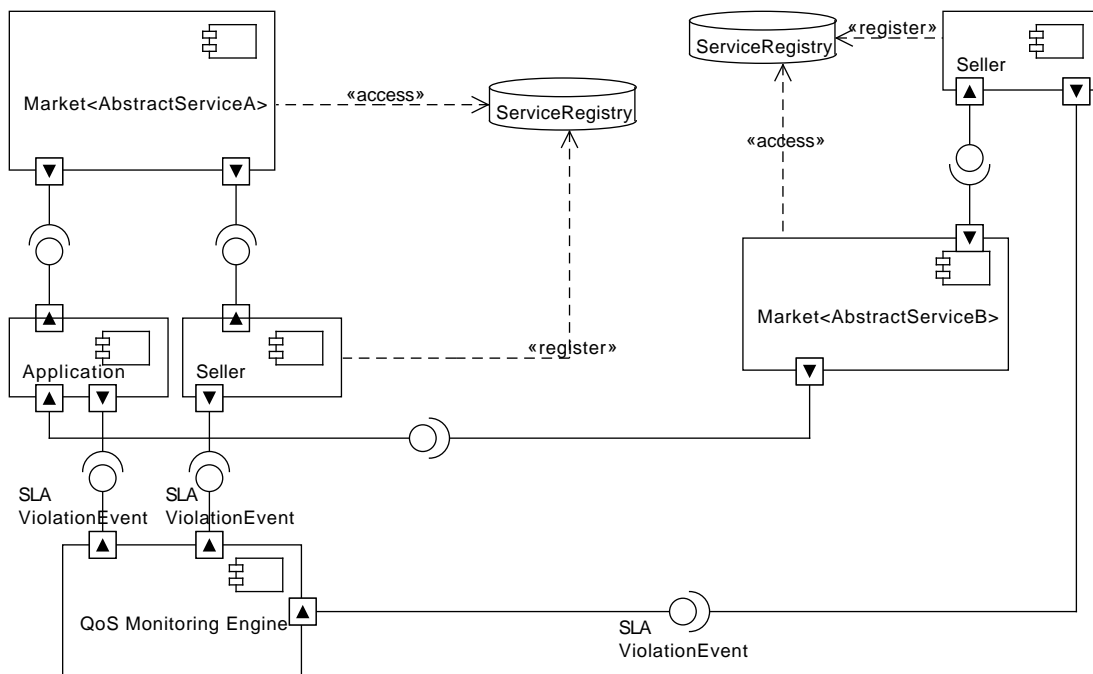 «register»
ServiceRegistry
Seller
Market<AbstractServiceA>
«access»
ServiceRegistry
«access»
Market<AbstractServiceB>
«register»
Application
Seller
SLA
ViolationEvent
SLA
ViolationEvent
QoS Monitoring Engine
SLA
ViolationEvent